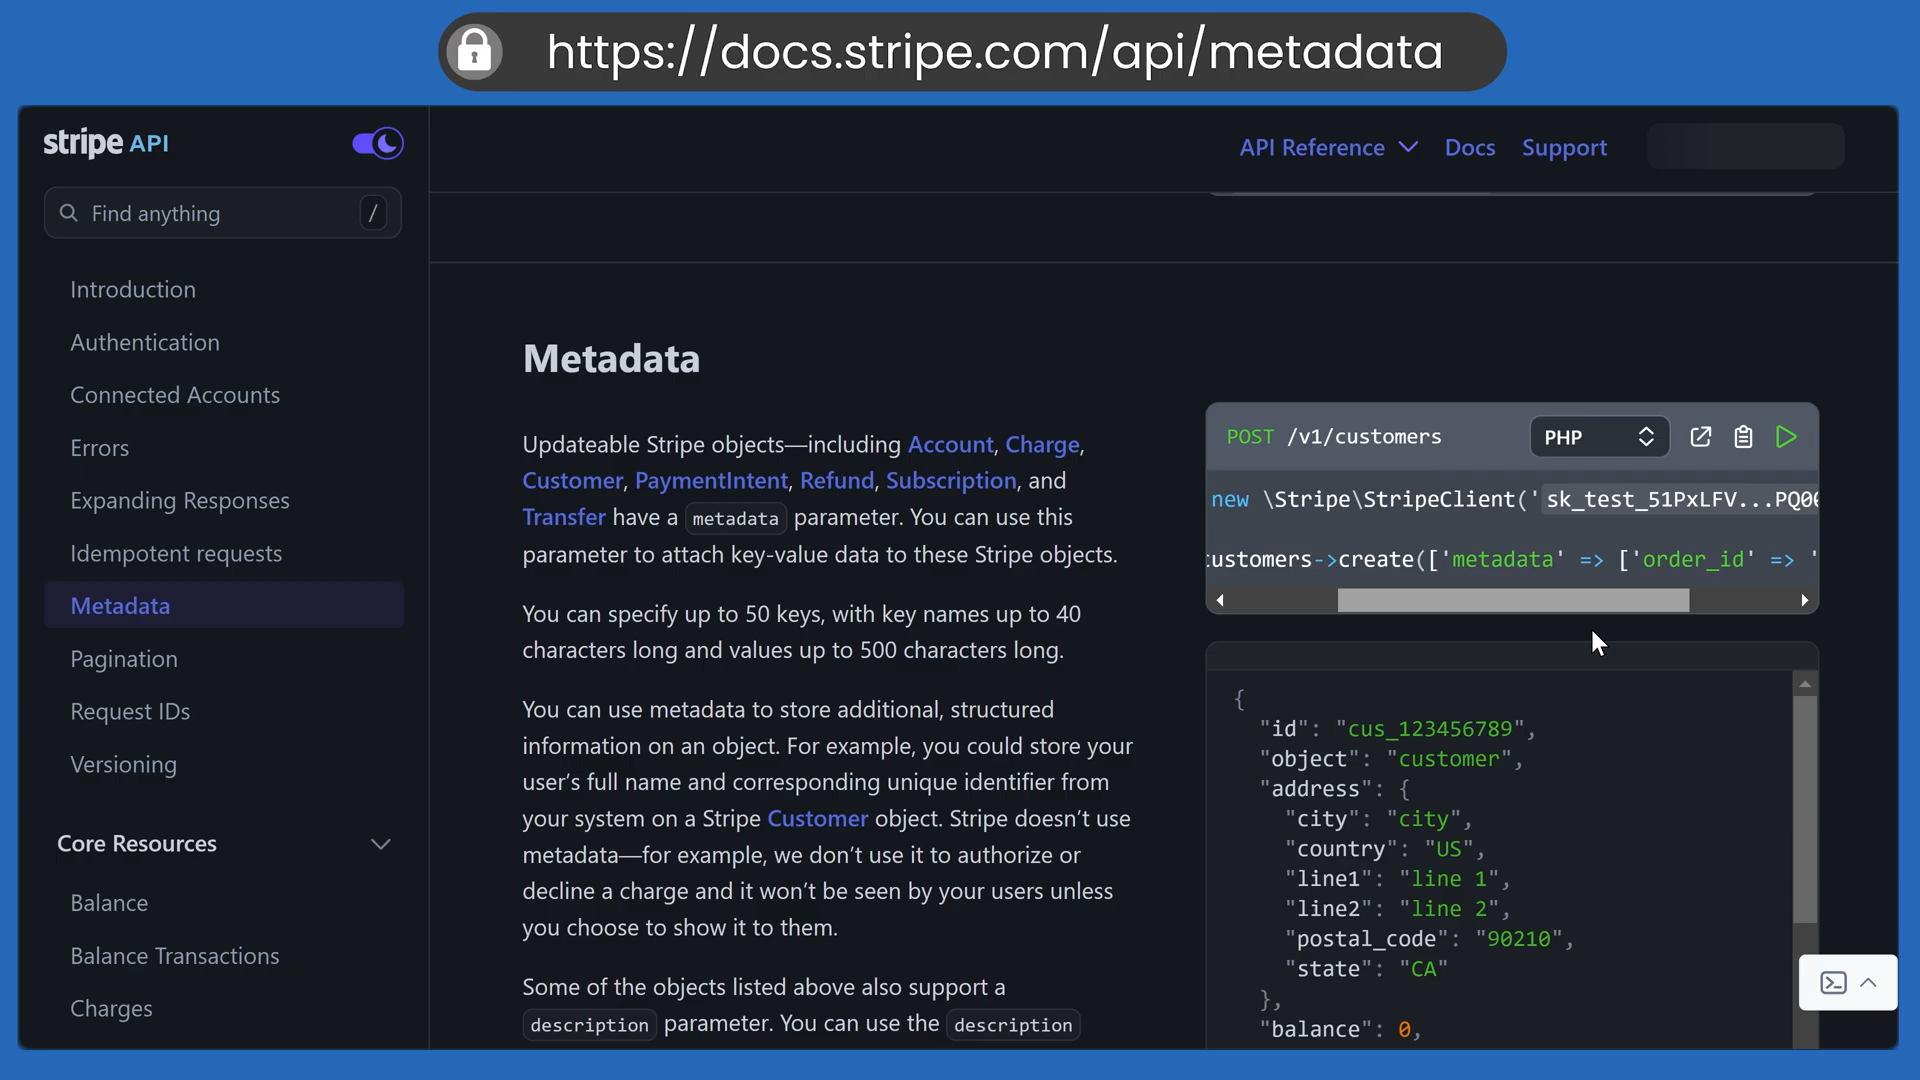 https://docs.stripe.com/api/metadata
stripe API
Find anything /
Introduction
Authentication
Connected Accounts
Errors
Expanding Responses
Idempotent requests
Metadata
Pagination
Request IDs
Versioning
Core Resources
Balance
Balance Transactions
Charges
API Reference Docs Support
Metadata
Updateable Stripe objects—including Account, Charge,
Customer, PaymentIntent, Refund, Subscription, and
Transfer have a metadata parameter. You can use this
parameter to attach key-value data to these Stripe objects.
You can specify up to 50 keys, with key names up to 40
characters long and values up to 500 characters long.
You can use metadata to store additional, structured
information on an object. For example, you could store your
user’s full name and corresponding unique identifier from
your system on a Stripe Customer object. Stripe doesn’t use
metadata—for example, we don’t use it to authorize or
decline a charge and it won’t be seen by your users unless
you choose to show it to them.
Some of the objects listed above also support a
description parameter. You can use the description
POST /v1/customers PHP
new \Stripe\StripeClient('sk_test_51PxLFV...PQ00
customers->create(['metadata' => ['order_id' => '
{
"id": "cus_123456789",
"object": "customer",
"address": {
"city": "city",
"country": "US",
"line1": "line 1",
"line2": "line 2",
"postal_code": "90210",
"state": "CA"
},
"balance": 0,